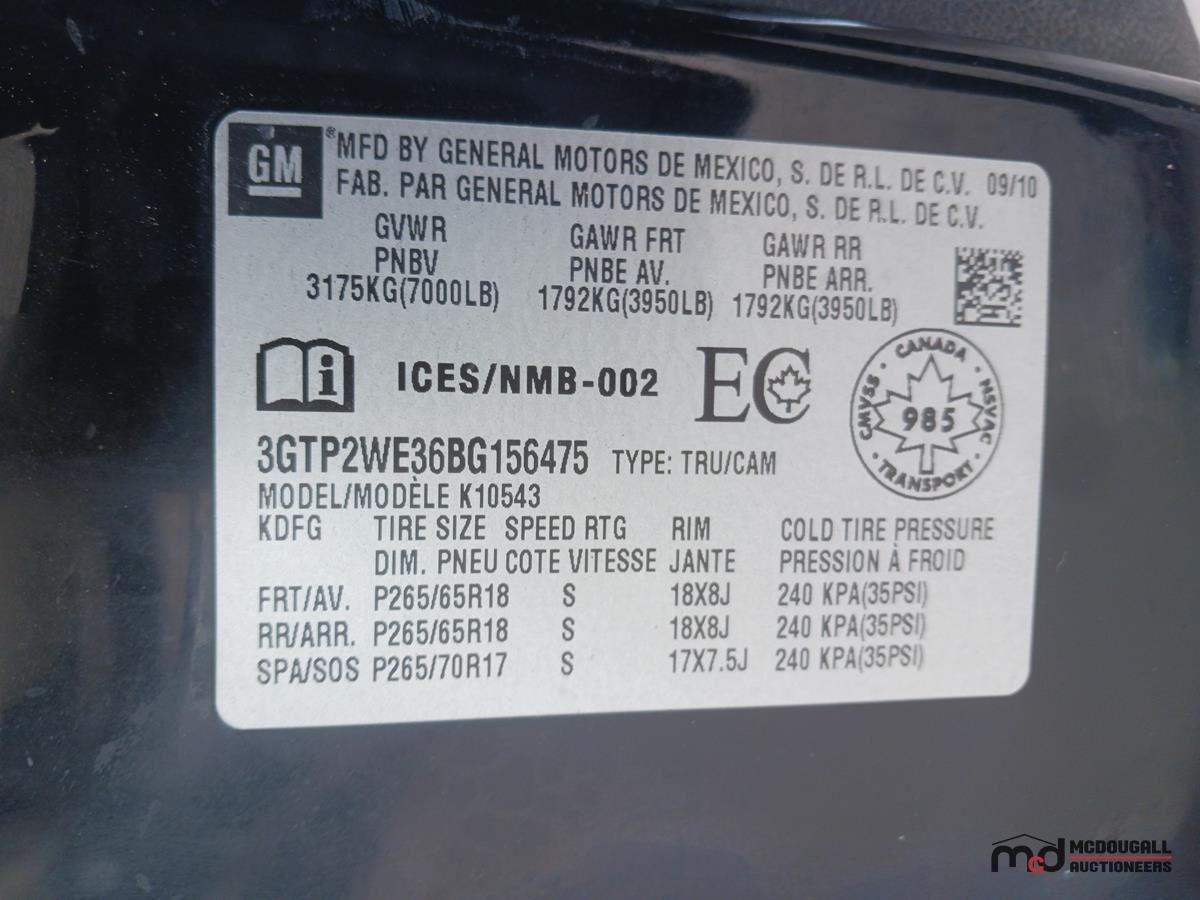 GM
® MFD BY GENERAL MOTORS DE MEXICO, S. DE R.L. DE C.V. 09/10
FAB. PAR GENERAL MOTORS DE MEXICO, S. DE R.L. DE C.V.
GVWR GAWR FRT GAWR RR
PNBV PNBE AV. PNBE ARR.
3175KG(7000LB) 1792KG(3950LB) 1792KG(3950LB)
i ICES/NMB-002 EC
CANADA
CMVSS 985 NSVAC
TRANSPORT
3GTP2WE36BG156475 TYPE: TRU/CAM
MODEL/MODÈLE K10543
KDFG TIRE SIZE SPEED RTG RIM COLD TIRE PRESSURE
DIM. PNEU COTE VITESSE JANTE PRESSION À FROID
FRT/AV. P265/65R18 S 18X8J 240 KPA(35PSI)
RR/ARR. P265/65R18 S 18X8J 240 KPA(35PSI)
SPA/SOS P265/70R17 S 17X7.5J 240 KPA(35PSI)
mcd MCDOUGALL
AUCTIONEERS